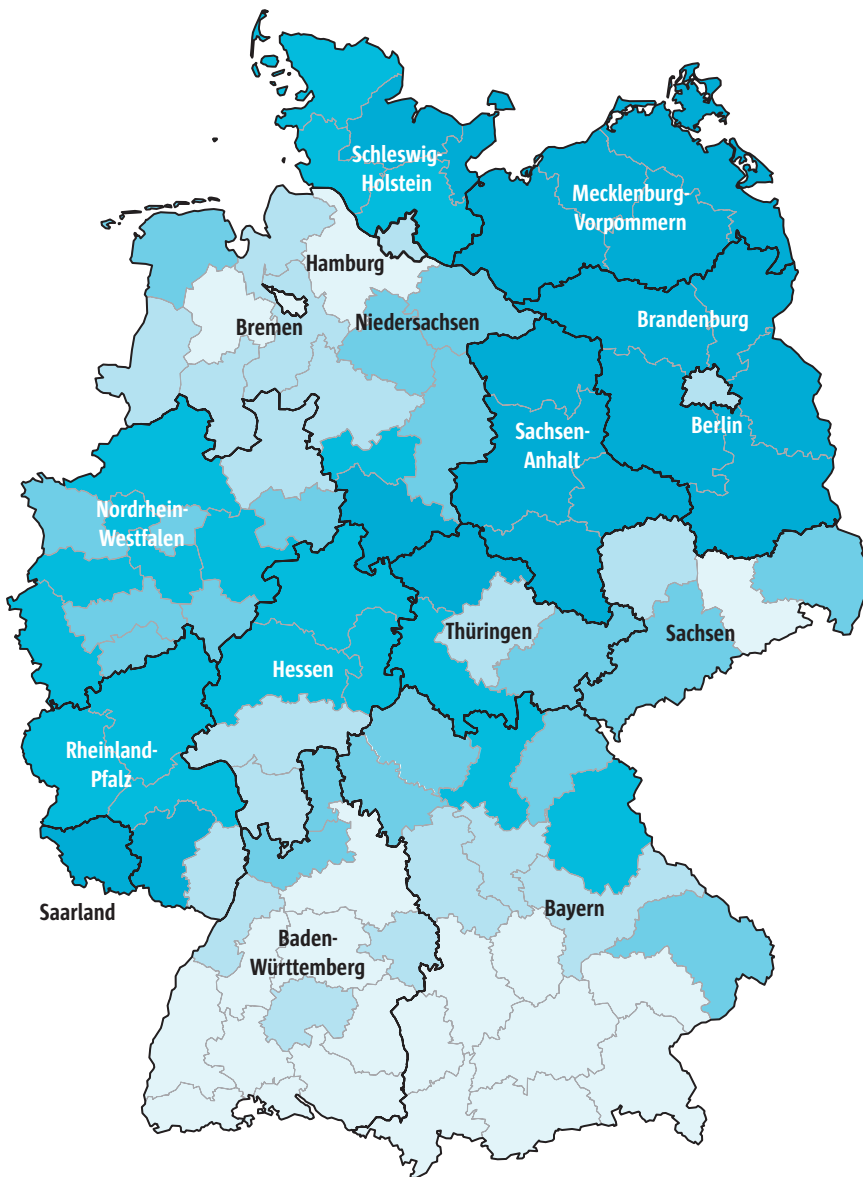 Schleswig-
Holstein
Mecklenburg-
Vorpommern
Hamburg
Bremen
Niedersachsen
Brandenburg
Berlin
Sachsen-
Anhalt
Nordrhein-
Westfalen
Thüringen
Sachsen
Hessen
Rheinland-
Pfalz
Saarland
Bayern
Baden-
Württemberg